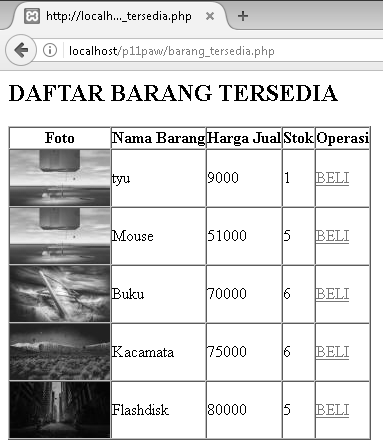 http://localh..._tersedia.php
localhost/p11paw/barang_tersedia.php
DAFTAR BARANG TERSEDIA
Foto Nama Barang Harga Jual Stok Operasi
tyu 9000 1 BELI
Mouse 51000 5 BELI
Buku 70000 6 BELI
Kacamata 75000 6 BELI
Flashdisk 80000 5 BELI